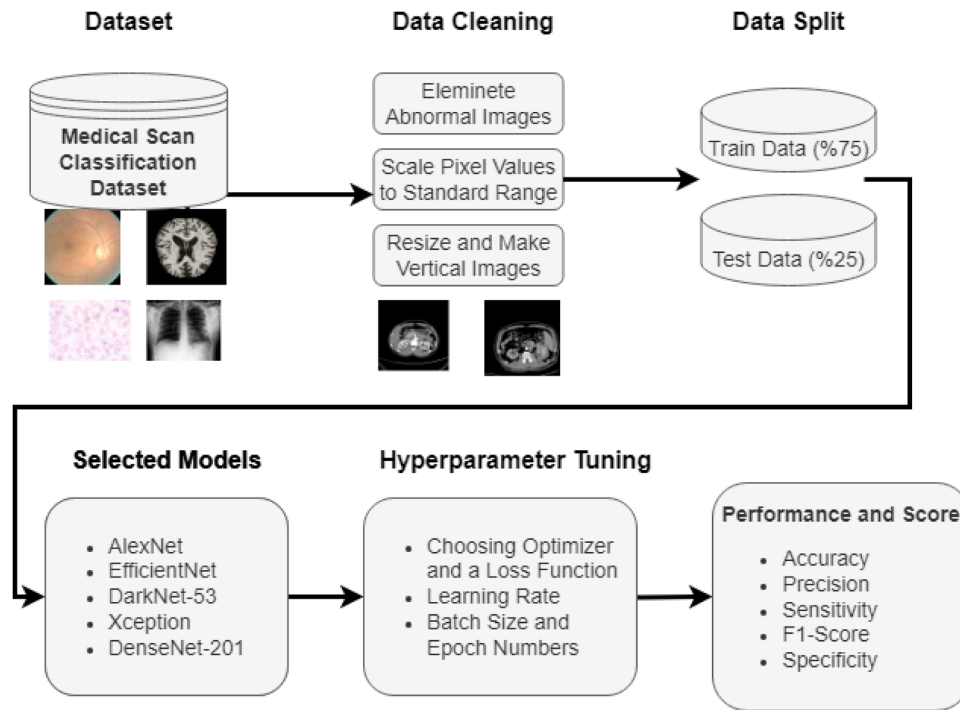 Dataset
Medical Scan
Classification
Dataset
Data Cleaning
Eleminete
Abnormal Images
Scale Pixel Values
to Standard Range
Resize and Make
Vertical Images
Data Split
Train Data (%75)
Test Data (%25)
Selected Models
• AlexNet
• EfficientNet
• DarkNet-53
• Xception
• DenseNet-201
Hyperparameter Tuning
• Choosing Optimizer
and a Loss Function
• Learning Rate
• Batch Size and
Epoch Numbers
Performance and Score
• Accuracy
• Precision
• Sensitivity
• F1-Score
• Specificity